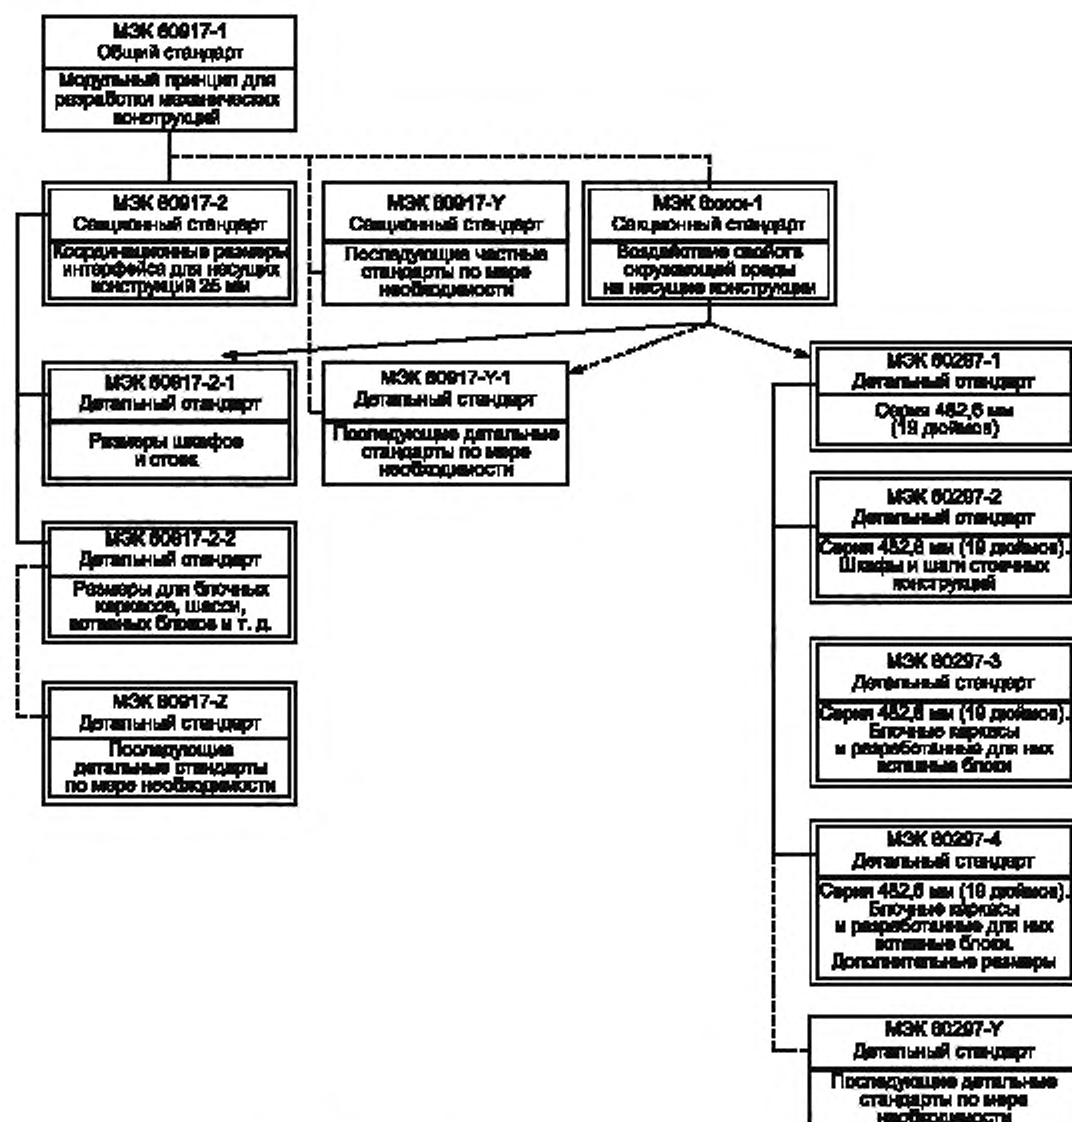 МЭК 60917-1
Общий стандарт
Модульный принцип для
разработки механических
конструкций
МЭК 60917-2
Секционный стандарт
Координационные размеры
интерфейса для несущих
конструкций 25 мм
МЭК 60917-Y
Секционный стандарт
Последующие частные
стандарты по мере
необходимости
МЭК 6хххх-1
Секционный стандарт
Воздействие свойств
окружающей среды
на несущие конструкции
МЭК 60917-2-1
Детальный стандарт
Размеры шкафов
и стоек
МЭК 60917-Y-1
Детальный стандарт
Последующие детальные
стандарты по мере
необходимости
МЭК 60297-1
Детальный стандарт
Серия 482,6 мм
(19 дюймов)
МЭК 60917-2-2
Детальный стандарт
Размеры для блочных
каркасов, шасси,
вставных блоков и т. д.
МЭК 60297-2
Детальный стандарт
Серия 482,6 мм (19 дюймов).
Шкафы и шаги стоечных
конструкций
МЭК 60917-Z
Детальный стандарт
Последующие
детальные стандарты
по мере необходимости
МЭК 60297-3
Детальный стандарт
Серия 482,6 мм (19 дюймов).
Блочные каркасы
и разработанные для них
вставные блоки
МЭК 60297-4
Детальный стандарт
Серия 482,6 мм (19 дюймов).
Блочные каркасы
и разработанные для них
вставные блоки.
Дополнительные размеры
МЭК 60297-Y
Детальный стандарт
Последующие детальные
стандарты по мере
необходимости